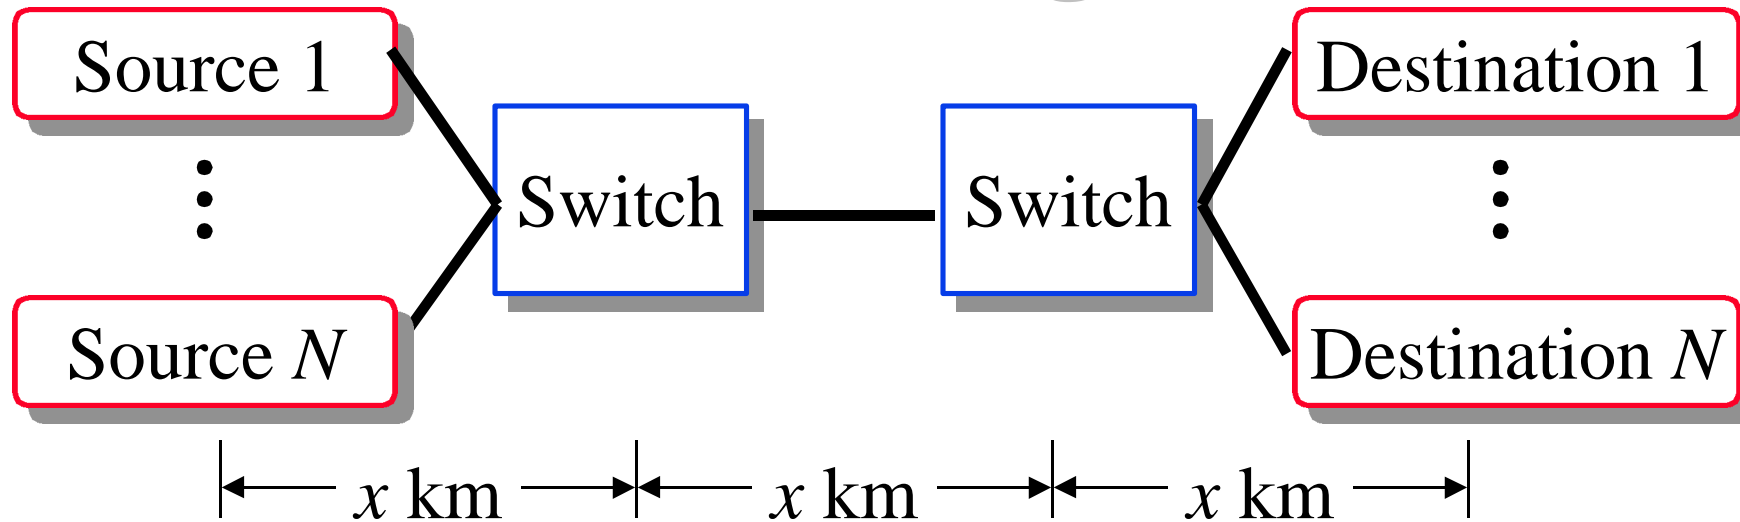 Source 1
Destination 1
Switch
Switch
Source N
Destination N
x km
x km
x km